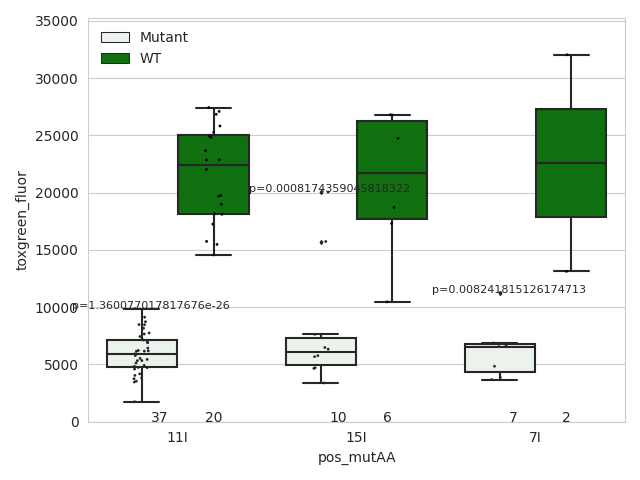 35000
Mutant
WT
30000
25000
20000
p=0.0008174359045818322
15000
p=0.008241815126174713
10000
p=1.360077017817676e-26
5000
0
37 20 10 6 7 2
11I 15I 7I
pos_mutAA
toxgreen_fluor